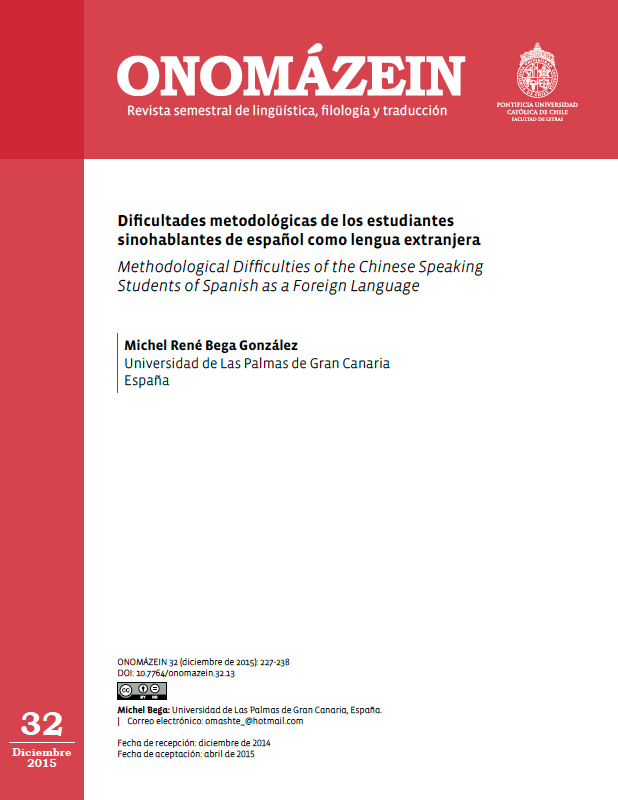 ONOMÁZEIN
Revista semestral de lingüística, filología y traducción
PONTIFICIA UNIVERSIDAD
CATÓLICA DE CHILE
FACULTAD DE LETRAS
Dificultades metodológicas de los estudiantes
sinohablantes de español como lengua extranjera
Methodological Difficulties of the Chinese Speaking
Students of Spanish as a Foreign Language
Michel René Bega González
Universidad de Las Palmas de Gran Canaria
España
ONOMÁZEIN 32 (diciembre de 2015): 227-238
DOI: 10.7764/onomazein.32.13
cc BY ND
Michel Bega: Universidad de Las Palmas de Gran Canaria, España.
| Correo electrónico: omashte_@hotmail.com
Fecha de recepción: diciembre de 2014
Fecha de aceptación: abril de 2015
32
Diciembre
2015